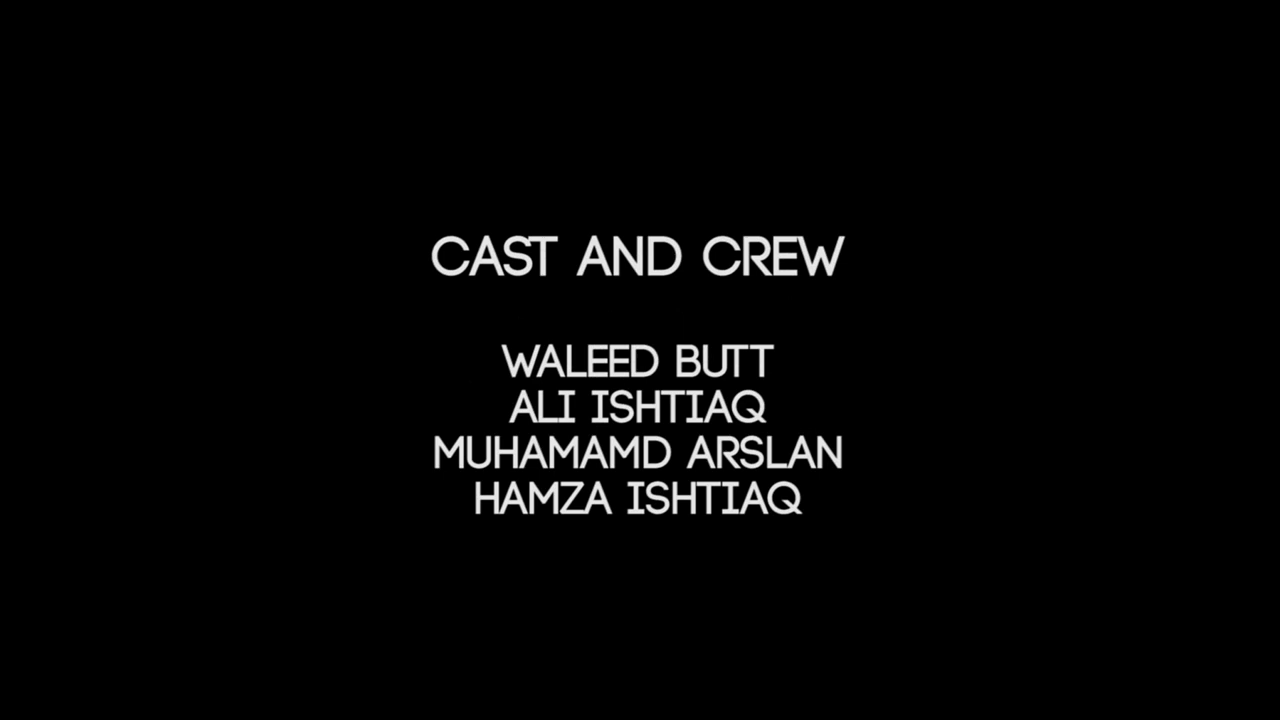 CAST AND CREW
WALEED BUTT
ALI ISHTIAQ
MUHAMAMD ARSLAN
HAMZA ISHTIAQ